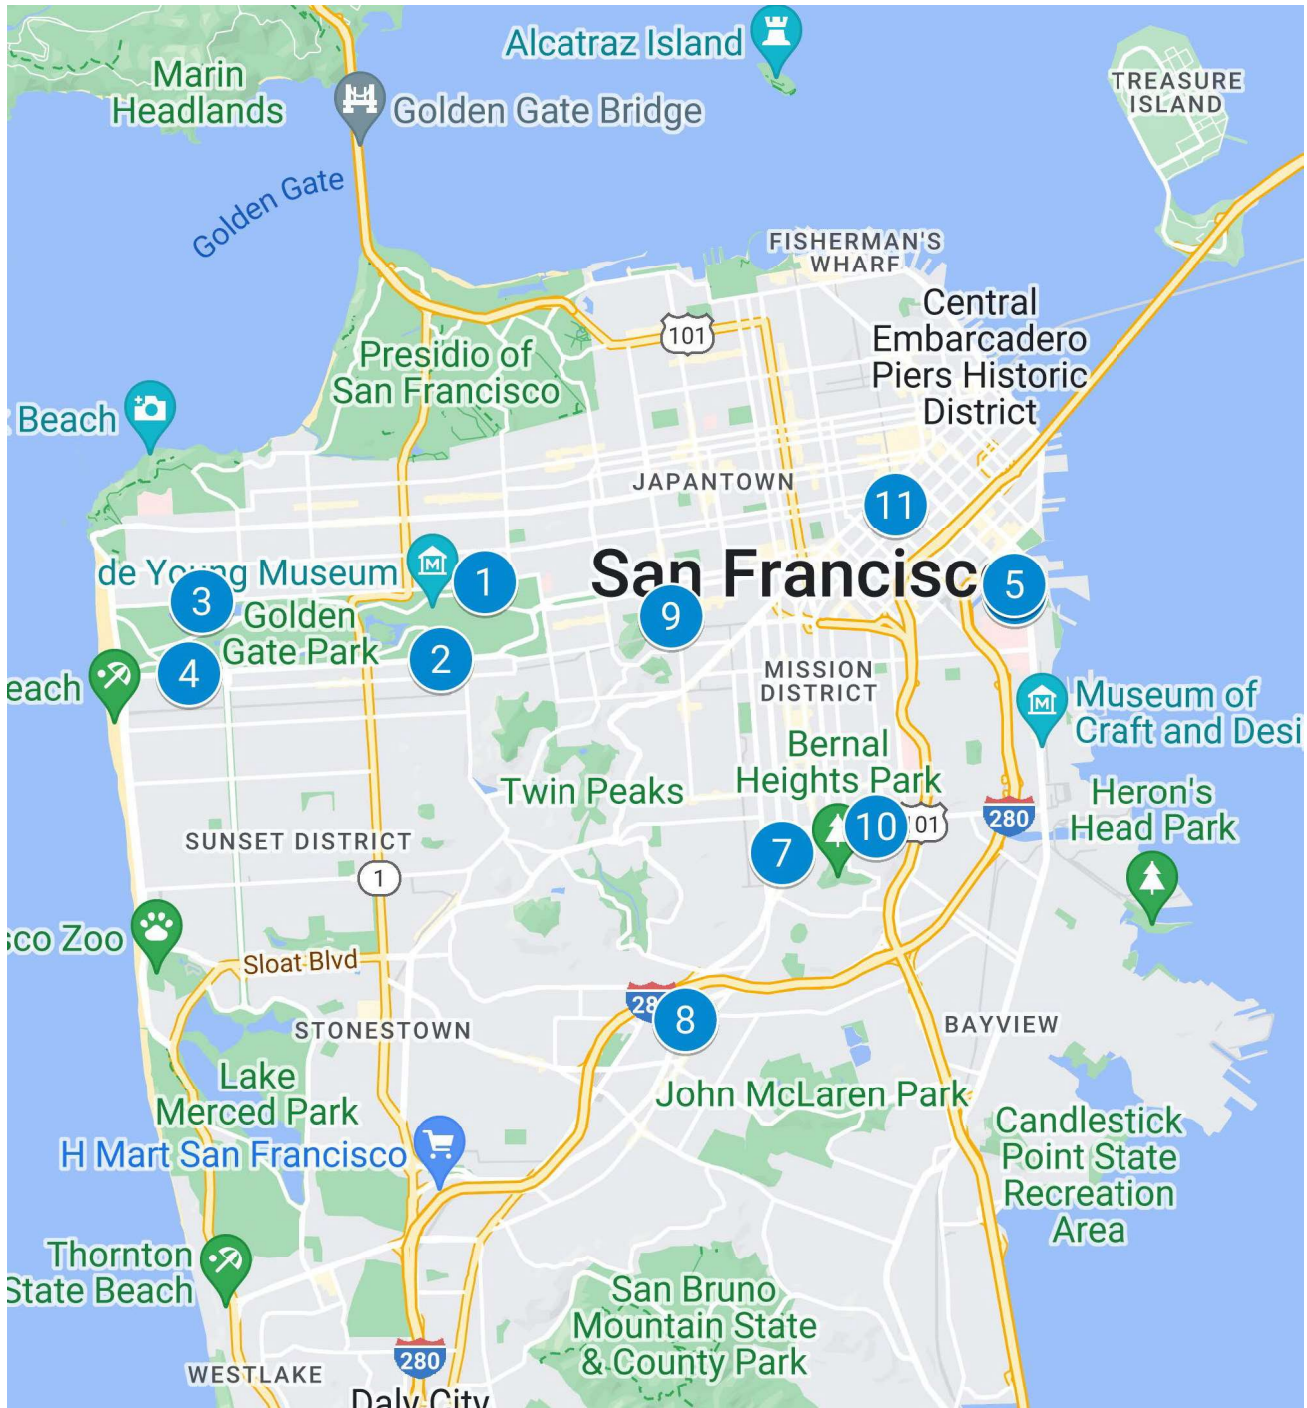 Alcatraz Island
Marin
Headlands
Golden Gate Bridge
TREASURE
ISLAND
Golden Gate
FISHERMAN'S
WHARF
Central
Embarcadero
Piers Historic
District
101
Presidio of
San Francisco
Beach
JAPANTOWN
11
de Young Museum
1
San Francisc
5
3
Golden
Gate Park
9
2
4
MISSION
DISTRICT
each
Museum of
Craft and Desi
Bernal
Heights Park
Twin Peaks
Heron's
Head Park
280
10
101
7
SUNSET DISTRICT
1
sco Zoo
Sloat Blvd
28
8
STONESTOWN
BAYVIEW
Lake
Merced Park
John McLaren Park
H Mart San Francisco
Candlestick
Point State
Recreation
Area
Thornton
State Beach
San Bruno
Mountain State
& County Park
280
WESTLAKE
Daly City